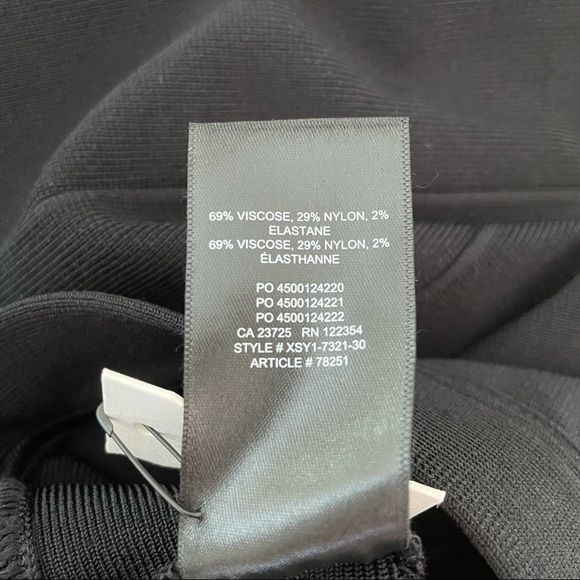 69% VISCOSE, 29% NYLON, 2%
ELASTANE
69% VISCOSE, 29% NYLON, 2%
ÉLASTHANNE
PO 4500124220
PO 4500124221
PO 4500124222
CA 23725 RN 122354
STYLE # XSY1-7321-30
ARTICLE # 78251